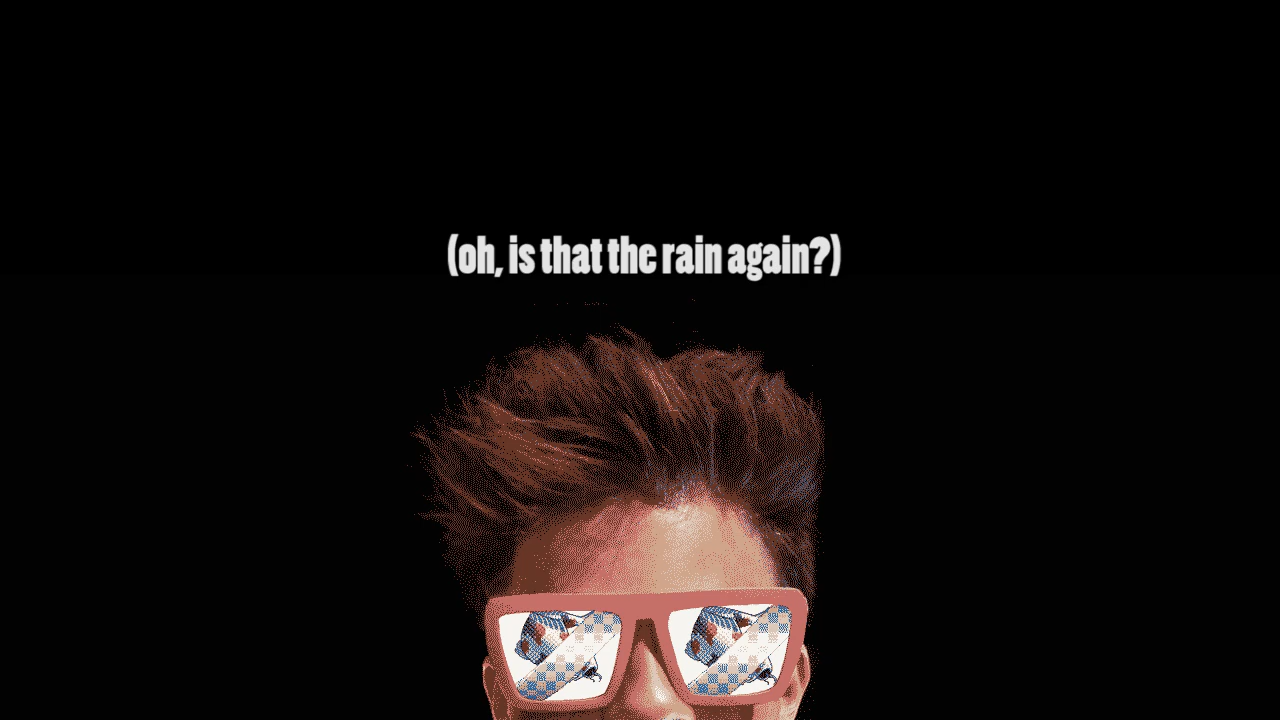 (oh, is that the rain again?)